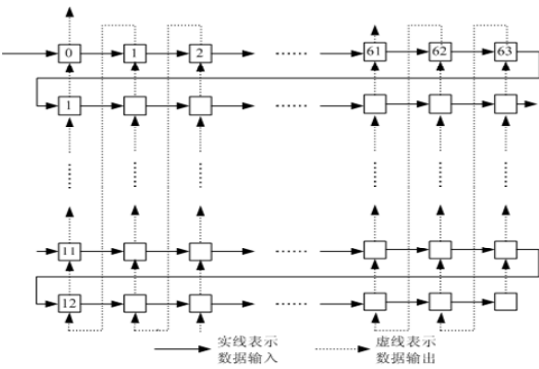 0 1 2 …… 61 62 63
1 ……
11 ……
12 ……
实线表示 虚线表示
数据输入 数据输出